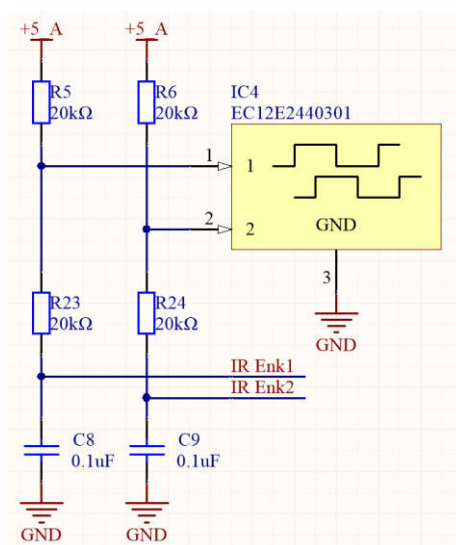 +5_A
+5_A
R5
20kΩ
R6
20kΩ
IC4
EC12E2440301
1
1
2
2
GND
3
GND
R23
20kΩ
R24
20kΩ
IR Enk1
IR Enk2
C8
0.1uF
C9
0.1uF
GND
GND